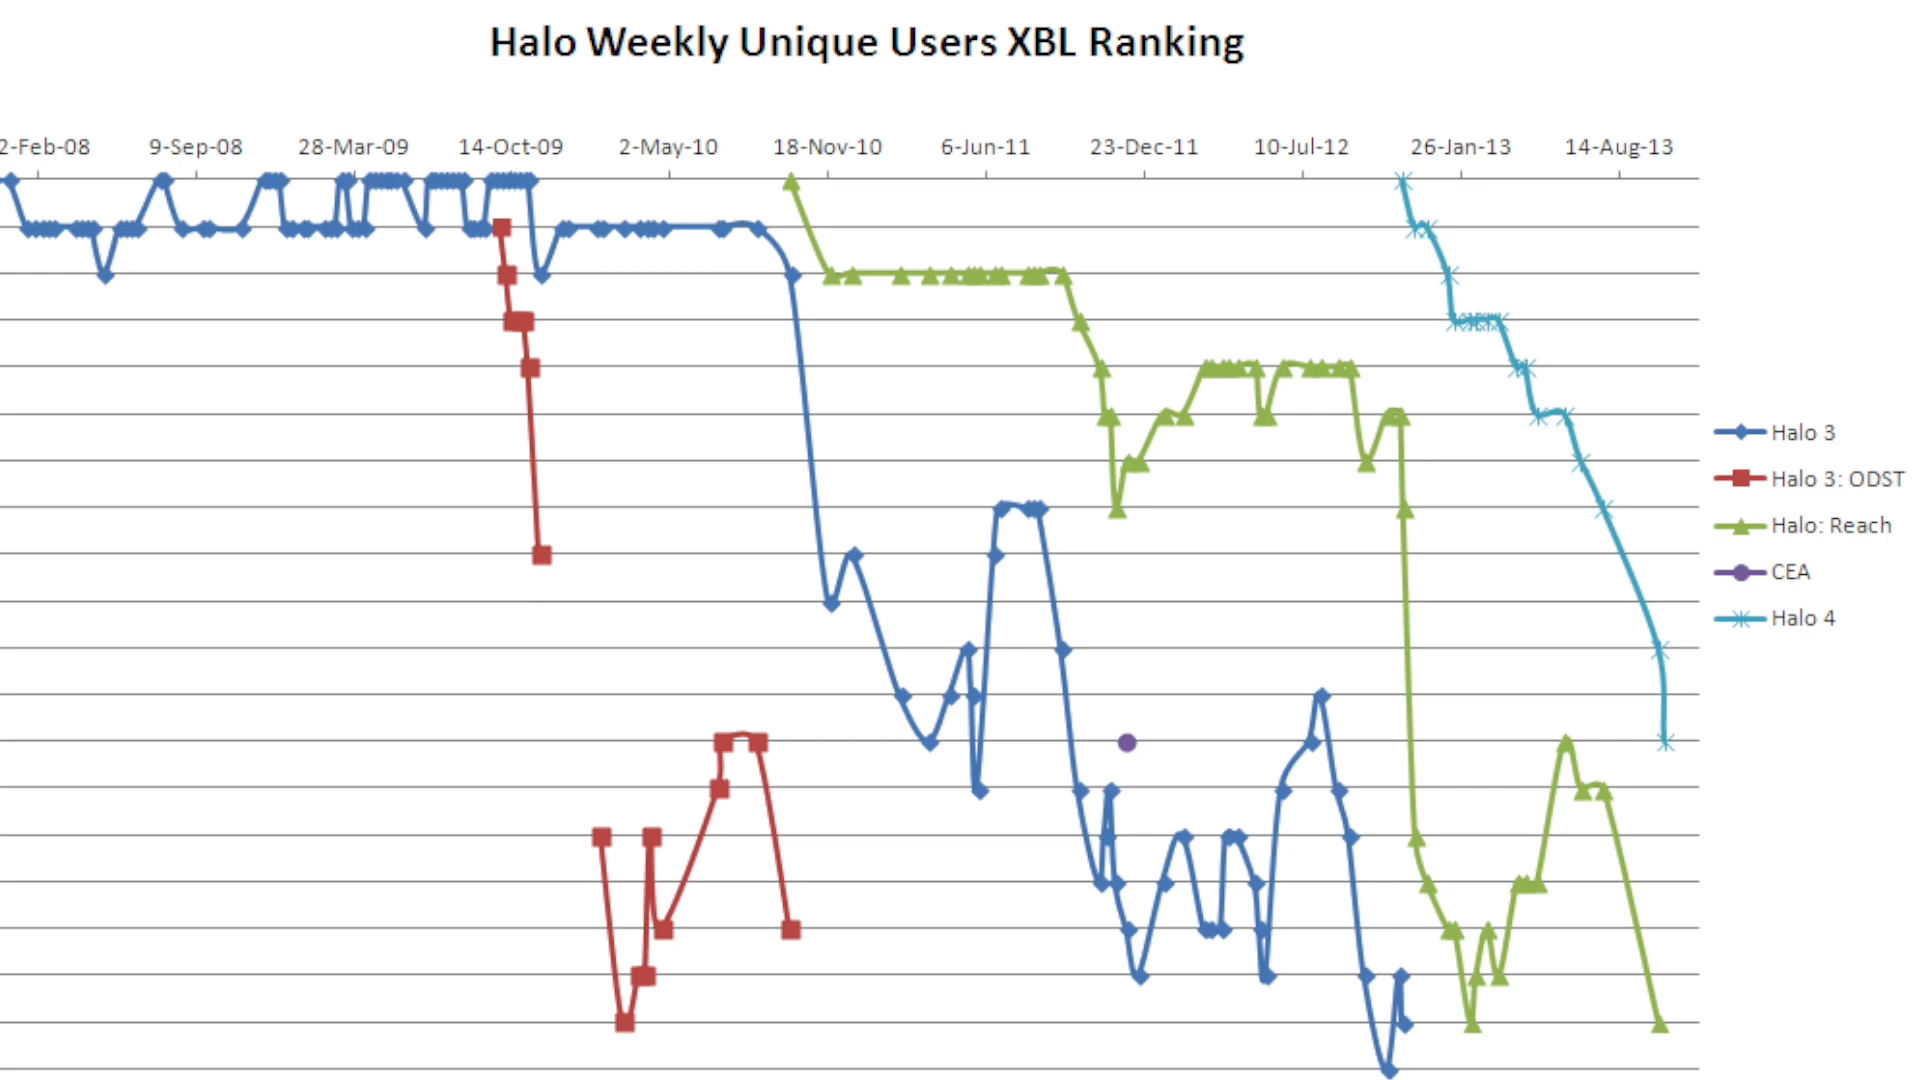 Halo Weekly Unique Users XBL Ranking
2-Feb-08 9-Sep-08 28-Mar-09 14-Oct-09 2-May-10 18-Nov-10 6-Jun-11 23-Dec-11 10-Jul-12 26-Jan-13 14-Aug-13
Halo 3
Halo 3: ODST
Halo: Reach
CEA
Halo 4